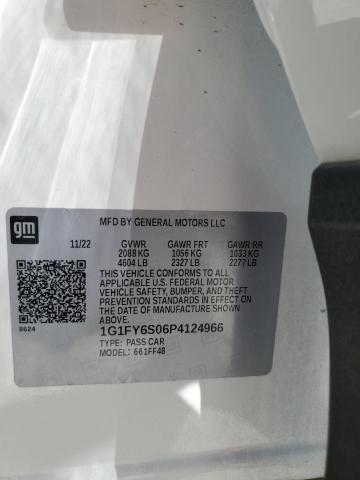 gm
MFD BY GENERAL MOTORS LLC
11/22 GVWR GAWR FRT GAWR RR
2088 KG 1056 KG 1033 KG
4604 LB 2327 LB 2277 LB
THIS VEHICLE CONFORMS TO ALL
APPLICABLE U.S. FEDERAL MOTOR
VEHICLE SAFETY, BUMPER, AND THEFT
PREVENTION STANDARDS IN EFFECT ON
THE DATE OF MANUFACTURE SHOWN ABOVE.
8624
1G1FY6S06P4124966
TYPE: PASS CAR
MODEL: 661FF48